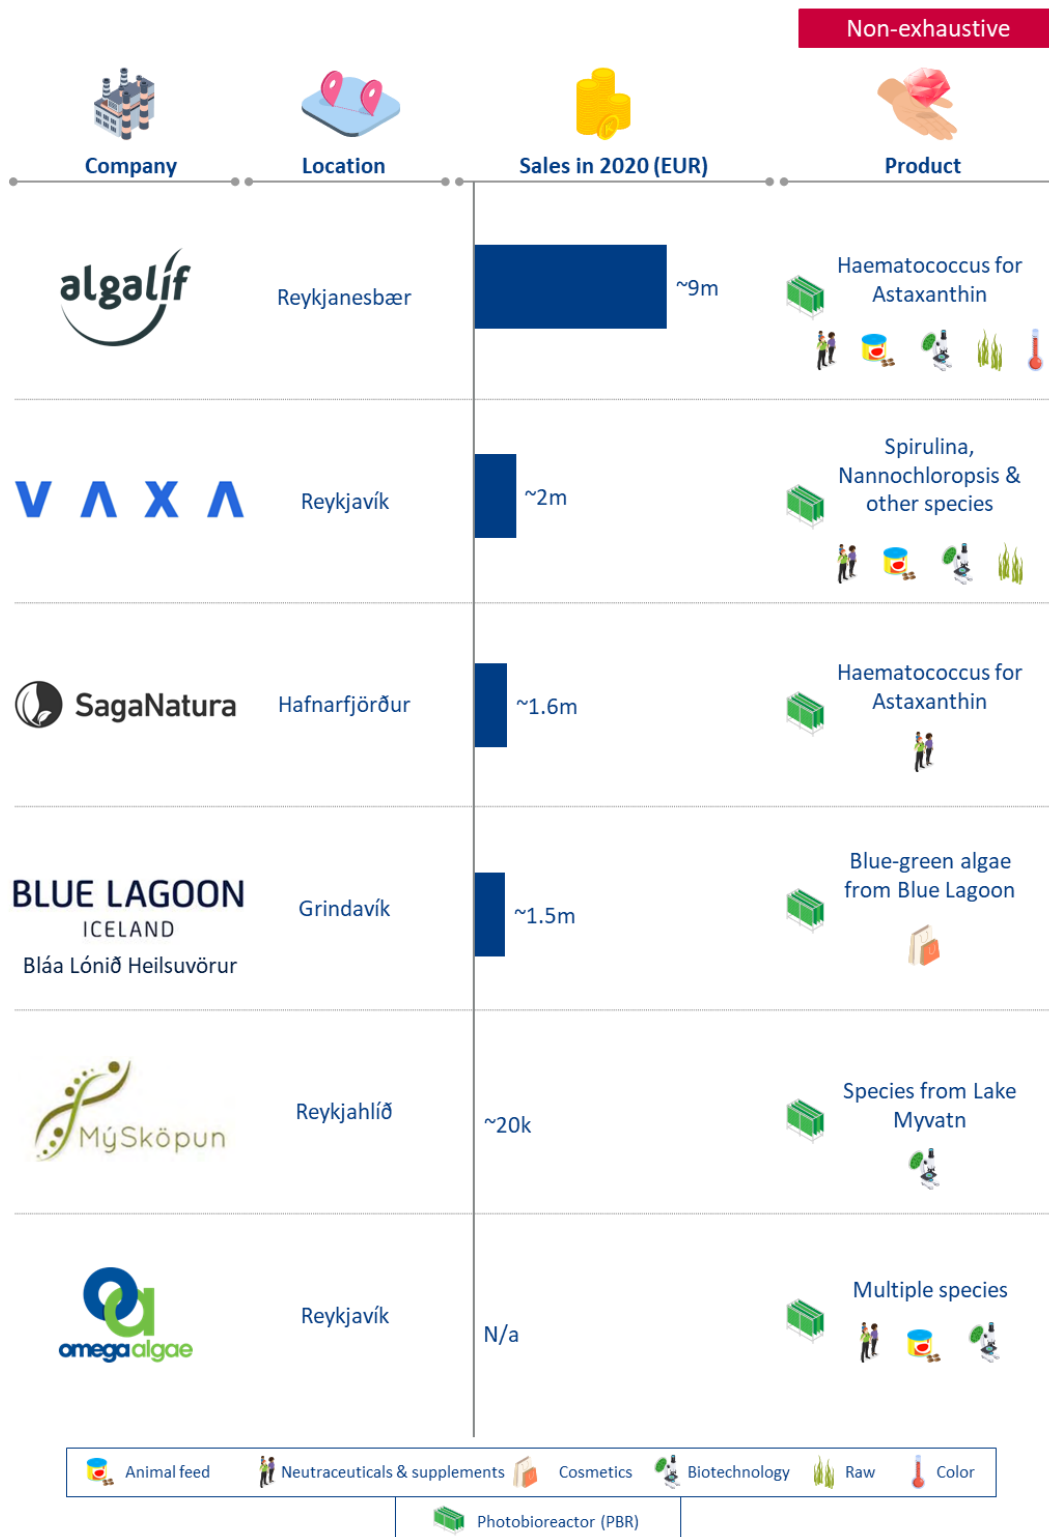 Non-exhaustive
Company
Location
Sales in 2020 (EUR)
Product
algalíf
Reykjanesbær
~9m
Haematococcus for
Astaxanthin
VAXA
Reykjavík
~2m
Spirulina,
Nannochloropsis &
other species
SagaNatura
Hafnarfjörður
~1.6m
Haematococcus for
Astaxanthin
BLUE LAGOON
ICELAND
Bláa Lónið Heilsuvörur
Grindavík
~1.5m
Blue-green algae
from Blue Lagoon
MýSköpun
Reykjahlíð
~20k
Species from Lake
Myvatn
omega algae
Reykjavík
N/a
Multiple species
Animal feed
Neutraceuticals & supplements
Cosmetics
Biotechnology
Raw
Color
Photobioreactor (PBR)